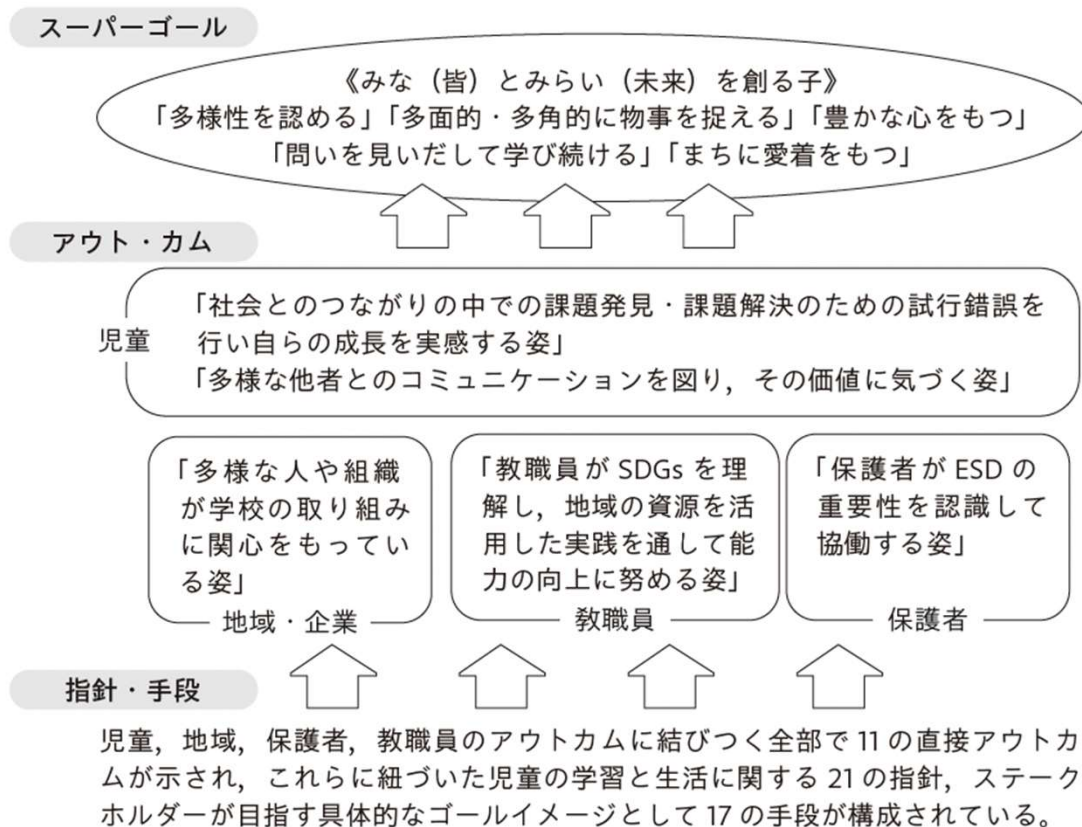 スーパーゴール
《みな（皆）とみらい（未来）を創る子》
「多様性を認める」「多面的・多角的に物事を捉える」「豊かな心をもつ」
「問いを見いだして学び続ける」「まちに愛着をもつ」
アウト・カム
児童
「社会とのつながりの中での課題発見・課題解決のための試行錯誤を
行い自らの成長を実感する姿」
「多様な他者とのコミュニケーションを図り，その価値に気づく姿」
「多様な人や組織
が学校の取り組み
に関心をもってい
る姿」
地域・企業
「教職員が SDGs を理
解し，地域の資源を活
用した実践を通して能
力の向上に努める姿」
教職員
「保護者が ESD の
重要性を認識して
協働する姿」
保護者
指針・手段
児童，地域，保護者，教職員のアウトカムに結びつく全部で 11 の直接アウトカ
ムが示され，これらに紐づいた児童の学習と生活に関する 21 の指針，ステーク
ホルダーが目指す具体的なゴールイメージとして 17 の手段が構成されている。